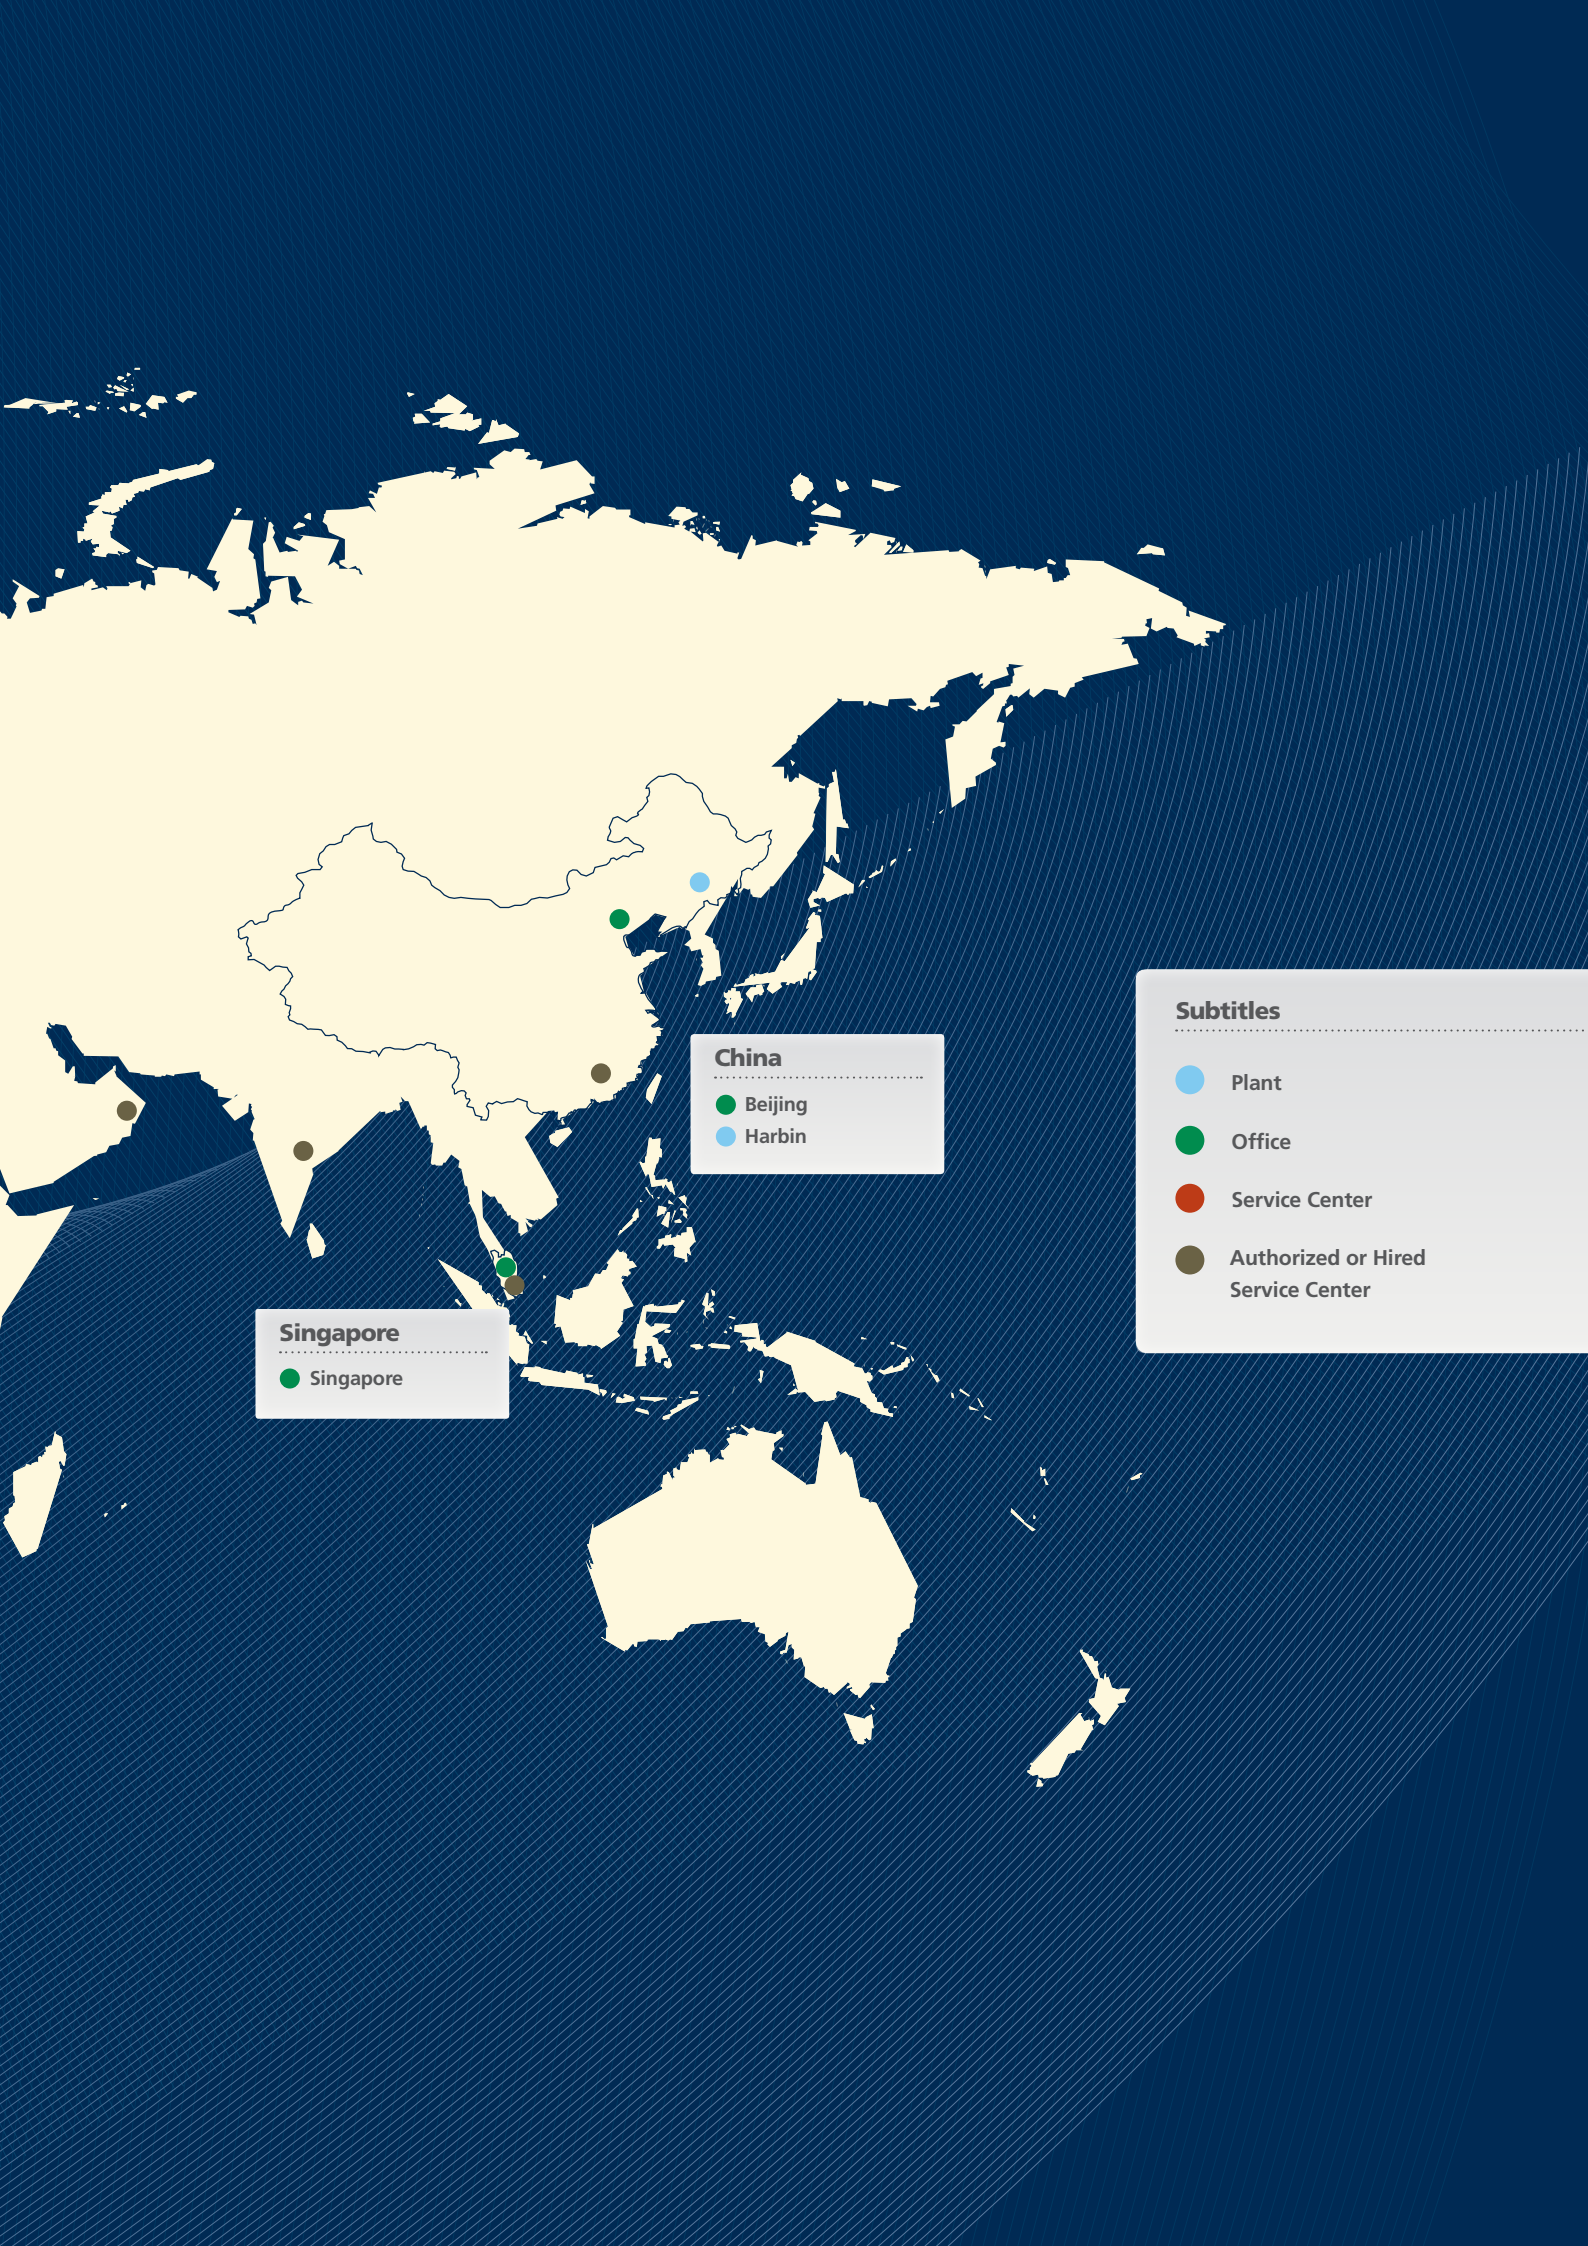 China
Beijing
Harbin
Singapore
Singapore
Subtitles
Plant
Office
Service Center
Authorized or Hired
Service Center